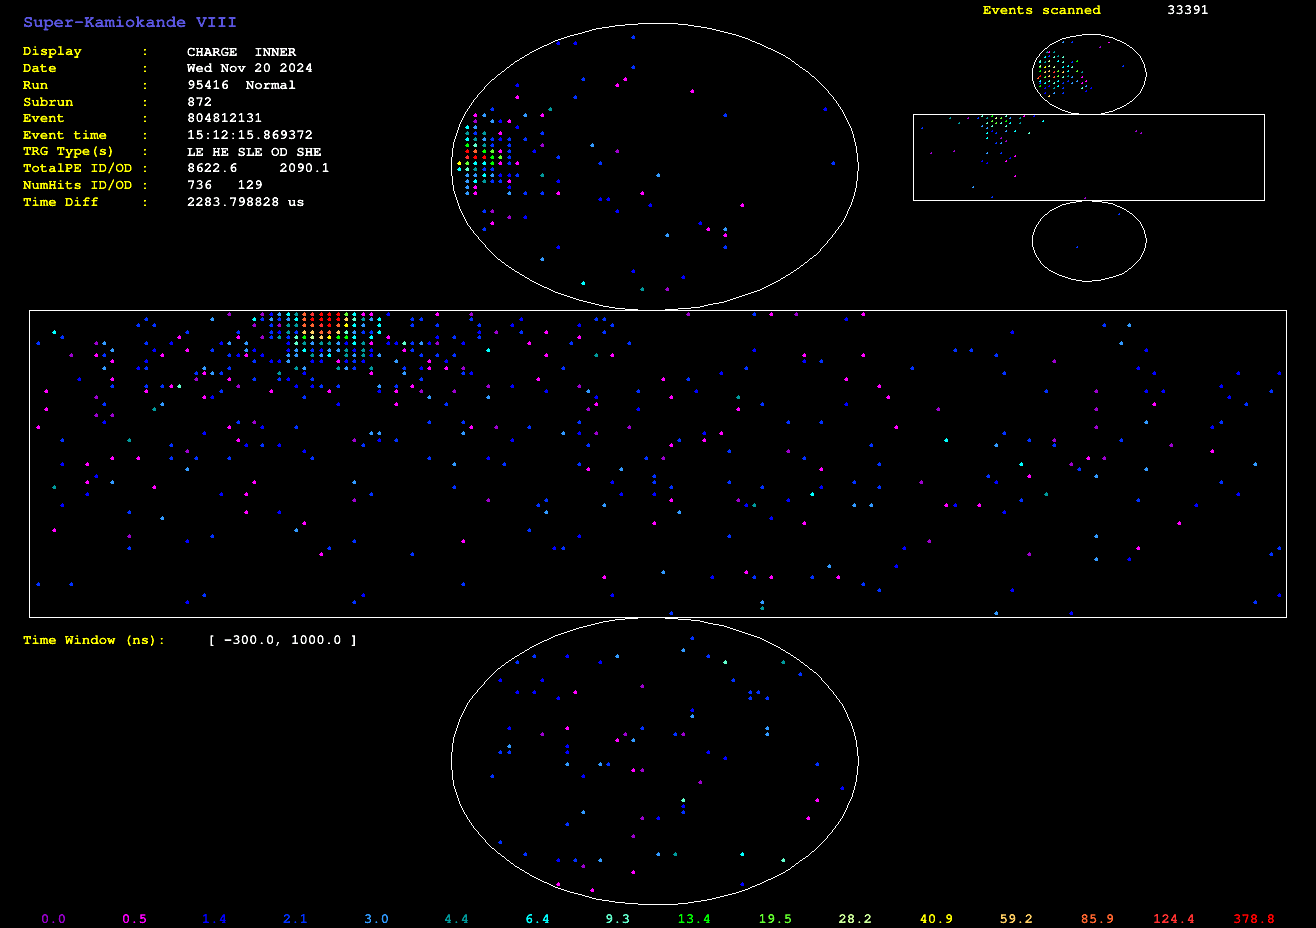 Super-Kamiokande VIII
Events scanned 33391
Display : CHARGE INNER
Date : Wed Nov 20 2024
Run : 95416 Normal
Subrun : 872
Event : 804812131
Event time : 15:12:15.869372
TRG Type(s) : LE HE SLE OD SHE
TotalPE ID/OD : 8622.6 2090.1
NumHits ID/OD : 736 129
Time Diff : 2283.798828 us
Time Window (ns): [ -300.0, 1000.0 ]
0.0 0.5 1.4 2.1 3.0 4.4 6.4 9.3 13.4 19.5 28.2 40.9 59.2 85.9 124.4 378.8